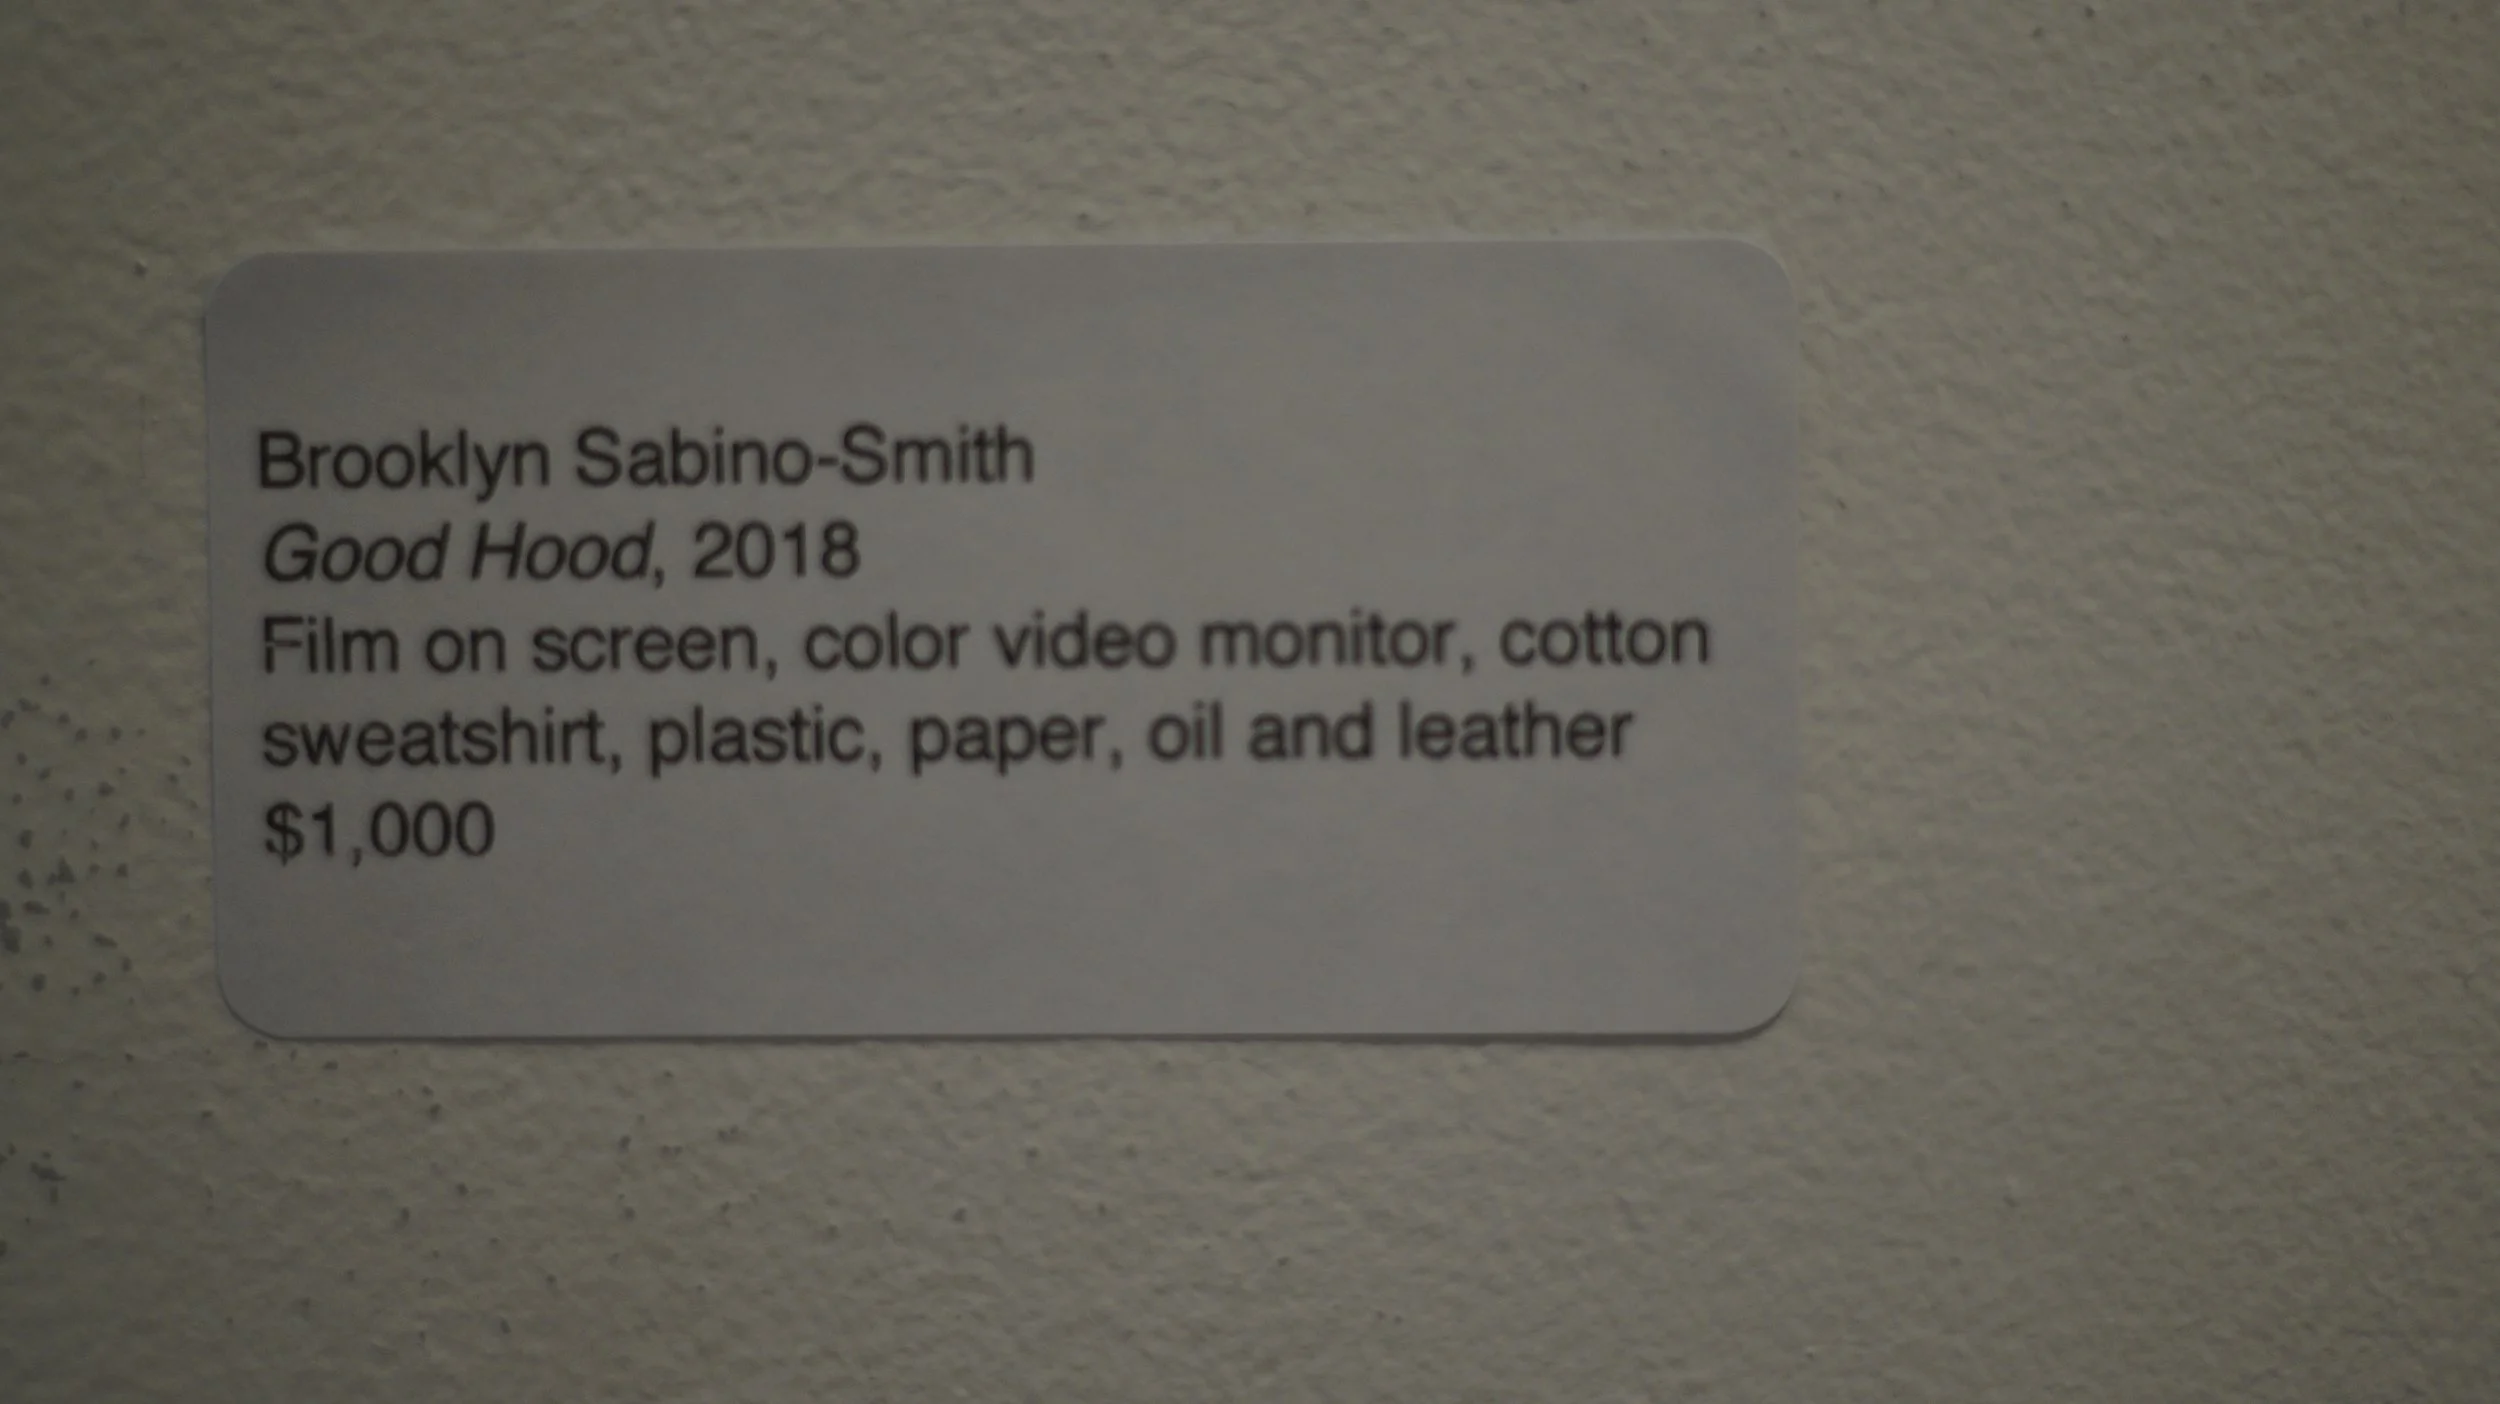 Brooklyn Sabino-Smith
Good Hood, 2018
Film on screen, color video monitor, cotton
sweatshirt, plastic, paper, oil and leather
$1,000